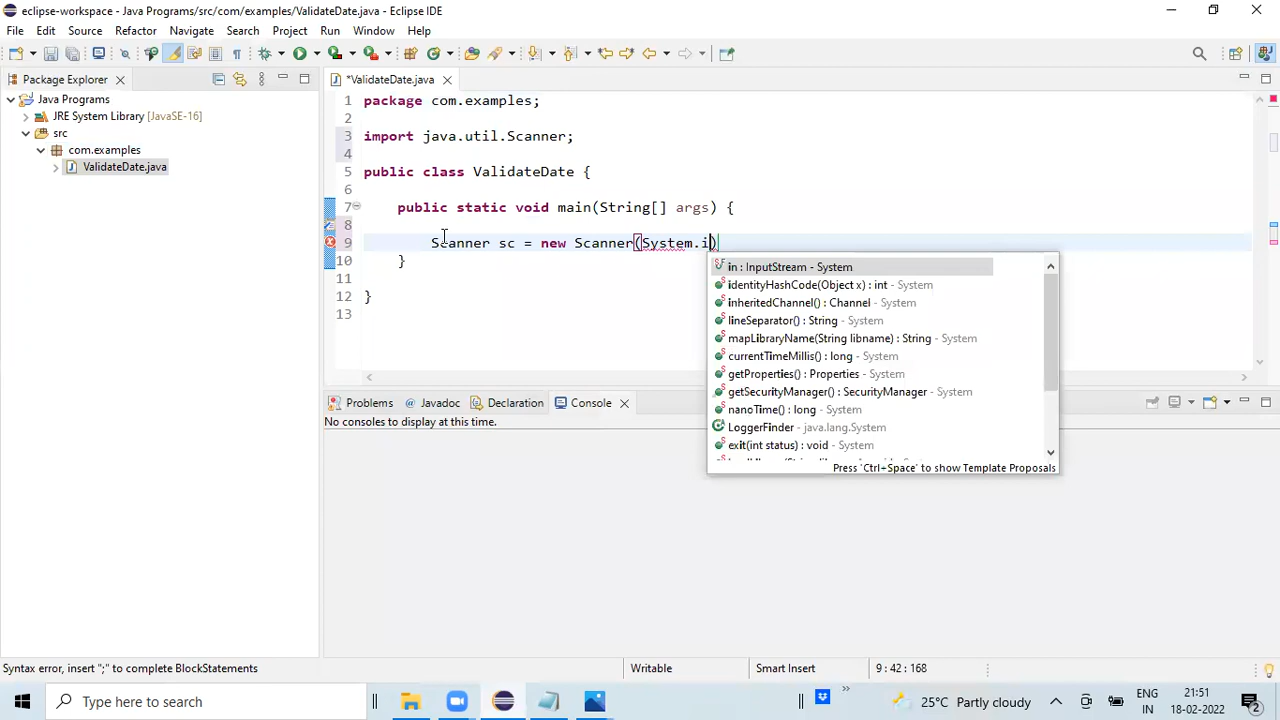 eclipse-workspace - Java Programs/src/com/examples/ValidateDate.java - Eclipse IDE
File Edit Source Refactor Navigate Search Project Run Window Help
Package Explorer
*ValidateDate.java
Java Programs
JRE System Library [JavaSE-16]
src
com.examples
ValidateDate.java
1 package com.examples;
2
3 import java.util.Scanner;
4
5 public class ValidateDate {
6
7 public static void main(String[] args) {
8
9 Scanner sc = new Scanner(System.i)
10 }
11
12 }
13
in : InputStream - System
identityHashCode(Object x) : int - System
inheritedChannel() : Channel - System
lineSeparator() : String - System
mapLibraryName(String libname) : String - System
currentTimeMillis() : long - System
getProperties() : Properties - System
getSecurityManager() : SecurityManager - System
nanoTime() : long - System
LoggerFinder - java.lang.System
exit(int status) : void - System
Press 'Ctrl+Space' to show Template Proposals
Problems @ Javadoc Declaration Console
No consoles to display at this time.
Syntax error, insert ";" to complete BlockStatements
Writable
Smart Insert
9 : 42 : 168
Type here to search
25°C Partly cloudy
ENG
IN
21:51
18-02-2022
2